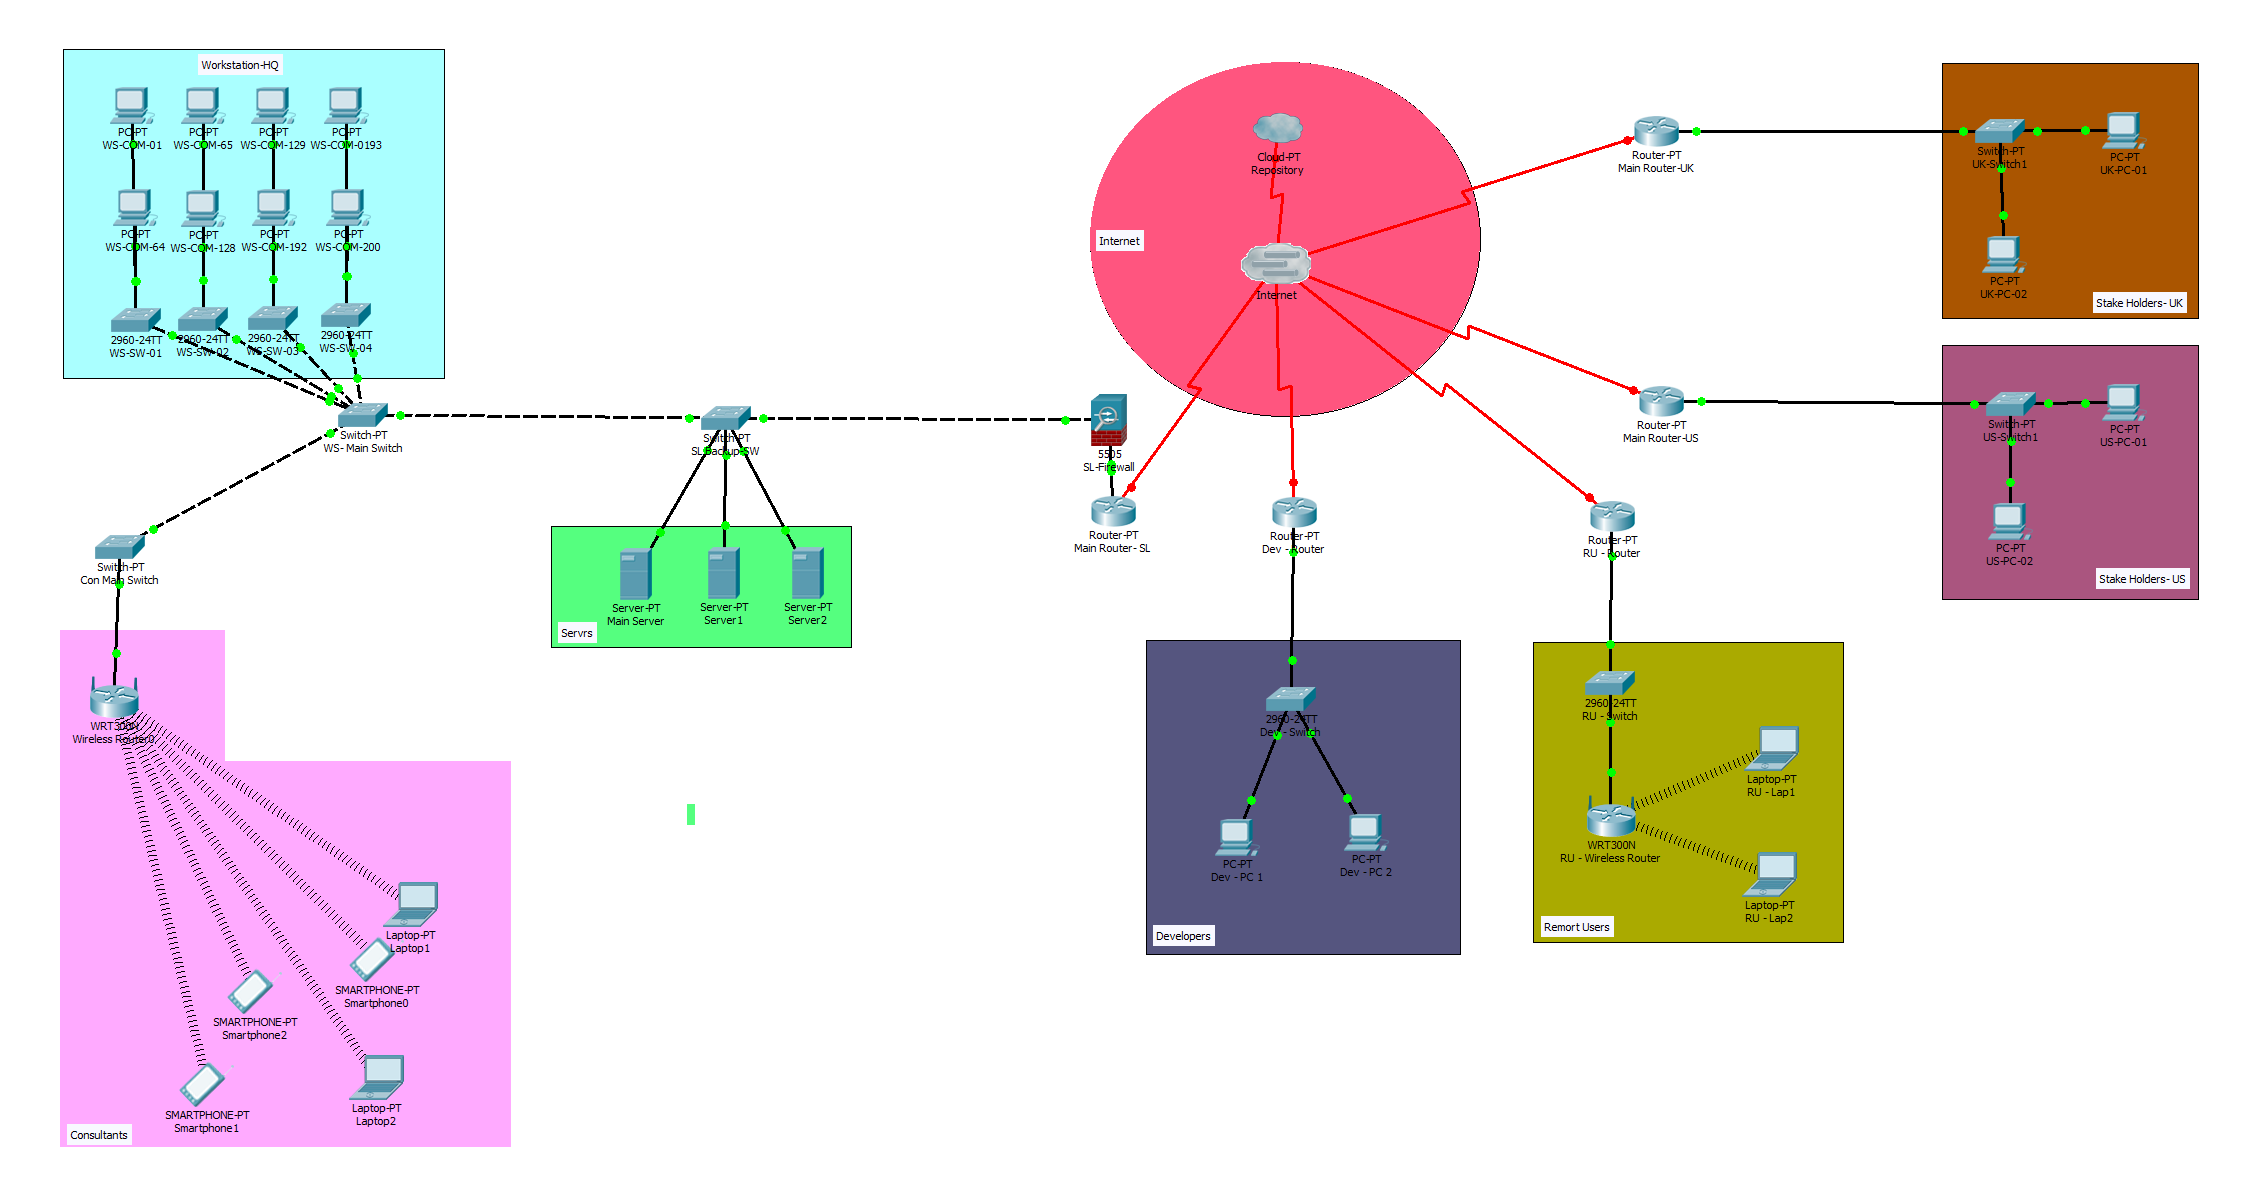 Workstation-HQ
PC-PT
WS-COM-01
PC-PT
WS-COM-65
PC-PT
WS-COM-129
PC-PT
WS-COM-0193
PC-PT
WS-COM-64
PC-PT
WS-COM-128
PC-PT
WS-COM-192
PC-PT
WS-COM-200
2960-24TT
WS-SW-01
2960-24TT
WS-SW-02
2960-24TT
WS-SW-03
2960-24TT
WS-SW-04
Switch-PT
WS- Main Switch
Switch-PT
Con Main Switch
WRT300N
Wireless Router0
Laptop-PT
Laptop1
SMARTPHONE-PT
Smartphone0
SMARTPHONE-PT
Smartphone2
SMARTPHONE-PT
Smartphone1
Laptop-PT
Laptop2
Consultants
Switch-PT
SL Backup-SW
Server-PT
Main Server
Server-PT
Server1
Server-PT
Server2
Servrs
5505
SL-Firewall
Router-PT
Main Router- SL
Cloud-PT
Repository
Internet
Internet
Router-PT
Dev - Router
2960-24TT
Dev - Switch
PC-PT
Dev - PC 1
PC-PT
Dev - PC 2
Developers
Router-PT
RU - Router
2960-24TT
RU - Switch
WRT300N
RU - Wireless Router
Laptop-PT
RU - Lap1
Laptop-PT
RU - Lap2
Remort Users
Router-PT
Main Router-UK
Switch-PT
UK-Switch1
PC-PT
UK-PC-01
PC-PT
UK-PC-02
Stake Holders- UK
Router-PT
Main Router-US
Switch-PT
US-Switch1
PC-PT
US-PC-01
PC-PT
US-PC-02
Stake Holders- US